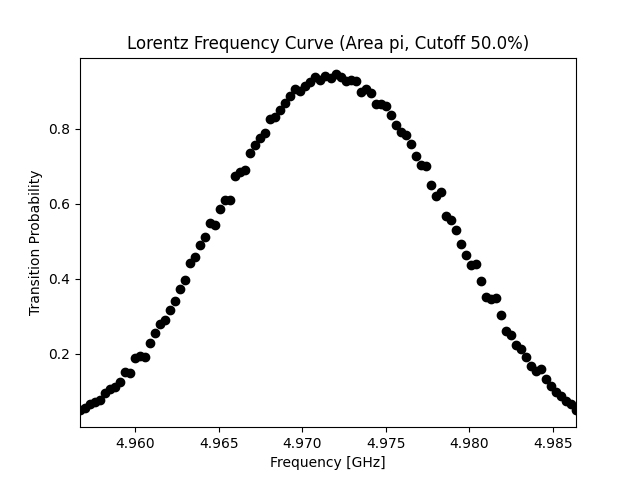 Lorentz Frequency Curve (Area pi, Cutoff 50.0%)
Transition Probability
0.8
0.6
0.4
0.2
4.960 4.965 4.970 4.975 4.980 4.985
Frequency [GHz]